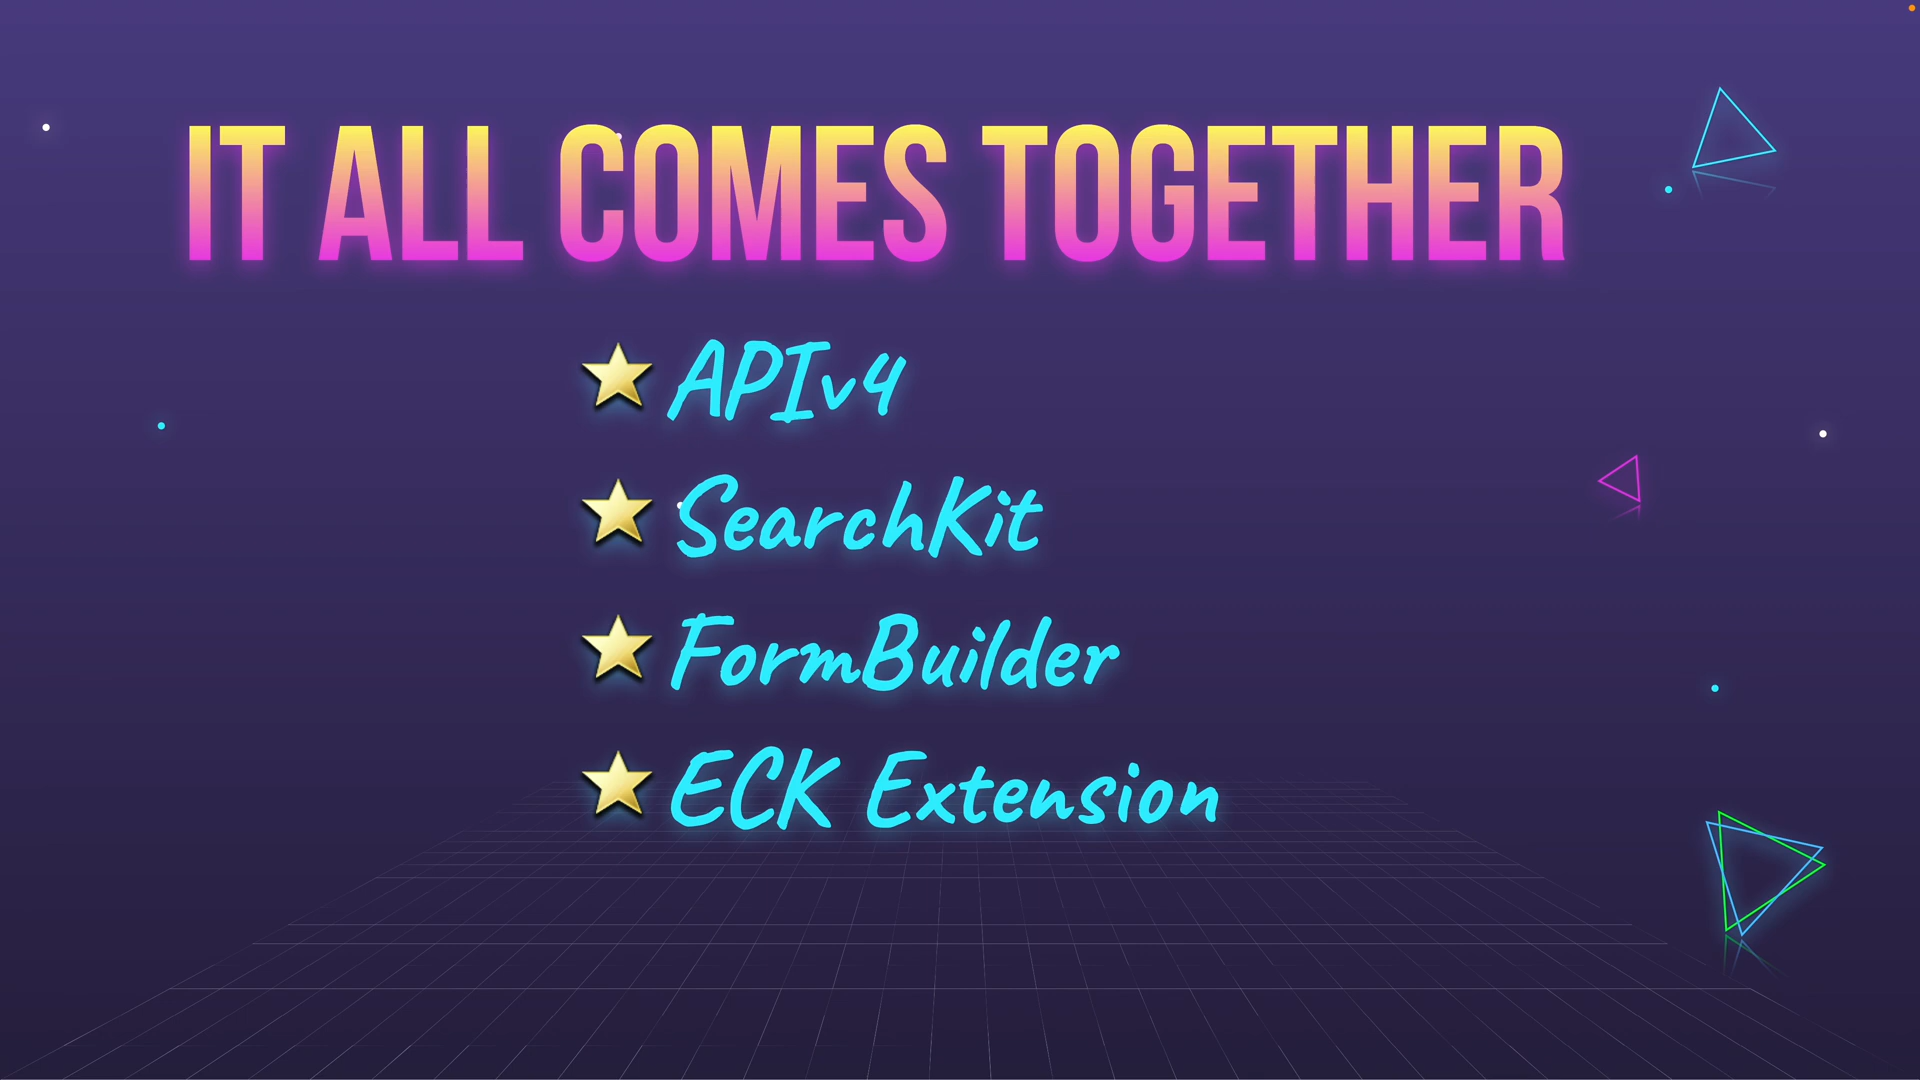 IT ALL COMES TOGETHER
APIv4
SearchKit
FormBuilder
ECK Extension